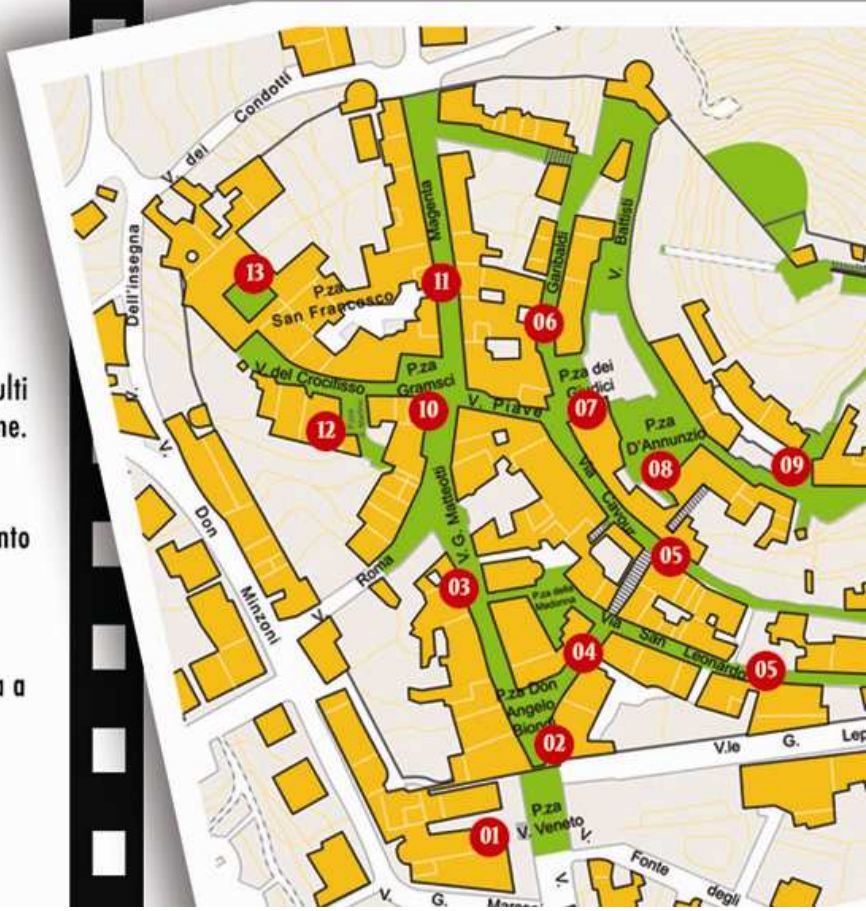 V. dei Condotti
Dell'insegna
V.
Magenta
Garibaldi
V. Battisti
13
P.za
San Francesco
11
06
V. del Crocifisso
P.za
Gramsci
P.za dei
Giudici
10
V. Piave
07
12
P.za
D'Annunzio
08
09
ulti
ne.
V.
Don
Minzoni
V.G. Matteotti
Via Cavour
nto
05
V. Roma
03
P.za della
Madonna
Via San Leonardo
04
05
a a
P.za Don
Angelo
Biondi
02
V.le G. Lep
P.za
V. Veneto
V.
01
V.
Fonte
degli
V. G.